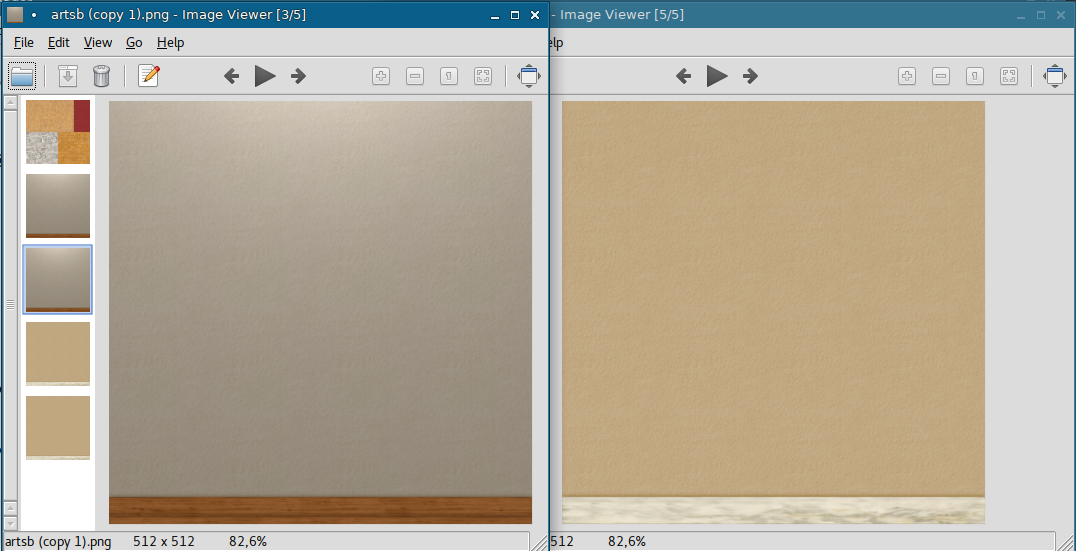 artsb (copy 1).png - Image Viewer [3/5]
- Image Viewer [5/5]
File Edit View Go Help
elp
artsb (copy 1).png 512 x 512 82,6%
512 82,6%